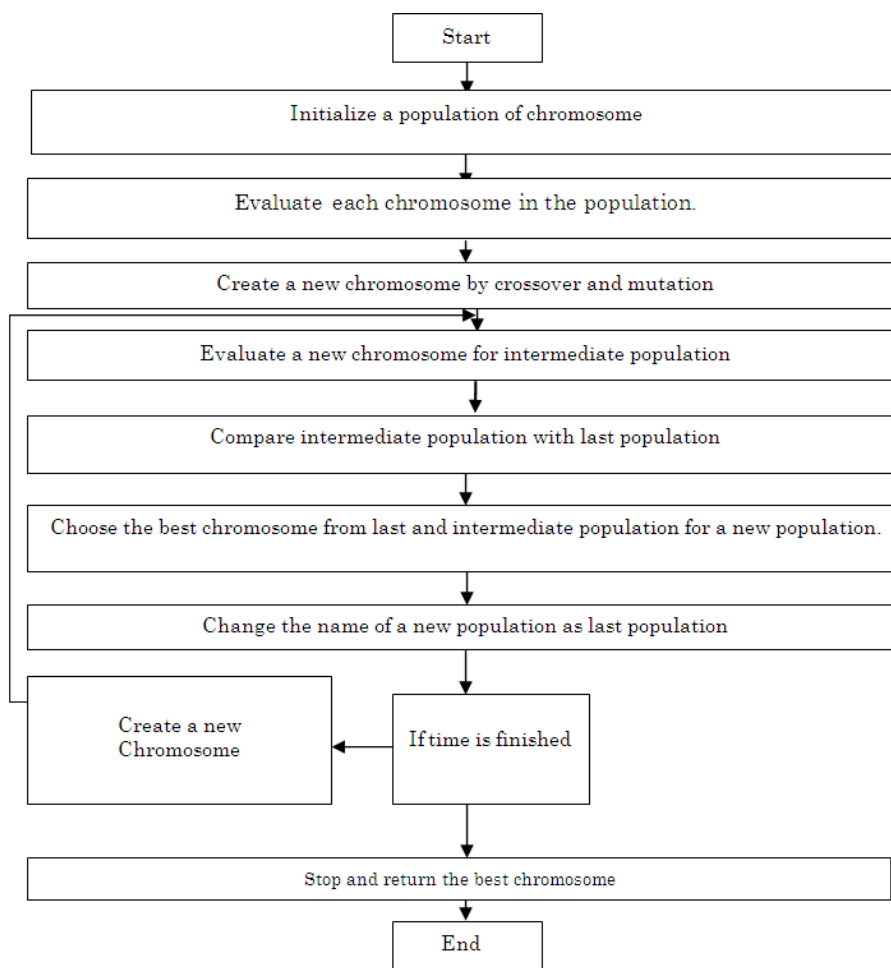 Start
Initialize a population of chromosome
Evaluate each chromosome in the population.
Create a new chromosome by crossover and mutation
Evaluate a new chromosome for intermediate population
Compare intermediate population with last population
Choose the best chromosome from last and intermediate population for a new population.
Change the name of a new population as last population
Create a new
Chromosome
If time is finished
Stop and return the best chromosome
End